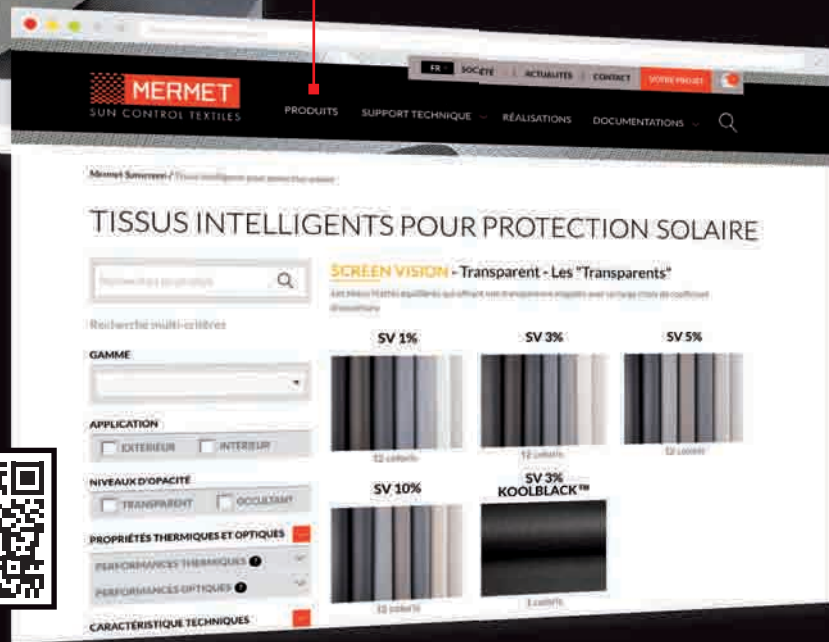 FR SOCIÉTÉ ACTUALITÉS CONTACT VOTRE PROJET
MERMET
SUN CONTROL TEXTILES
PRODUITS SUPPORT TECHNIQUE RÉALISATIONS DOCUMENTATIONS
Mermet Sunscreen /
TISSUS INTELLIGENTS POUR PROTECTION SOLAIRE
SCREEN VISION - Transparent - Les "Transparents"
Recherche multi-critères
GAMME
APPLICATION
EXTÉRIEUR INTÉRIEUR
NIVEAUX D'OPACITÉ
TRANSPARENT OCCULTANT
PROPRIÉTÉS THERMIQUES ET OPTIQUES
PERFORMANCES THERMIQUES ?
PERFORMANCES OPTIQUES ?
CARACTÉRISTIQUE TECHNIQUES
SV 1% SV 3% SV 5%
12 coloris 12 coloris 12 coloris
SV 10% SV 3%
KOOLBLACK™
10 coloris 1 coloris